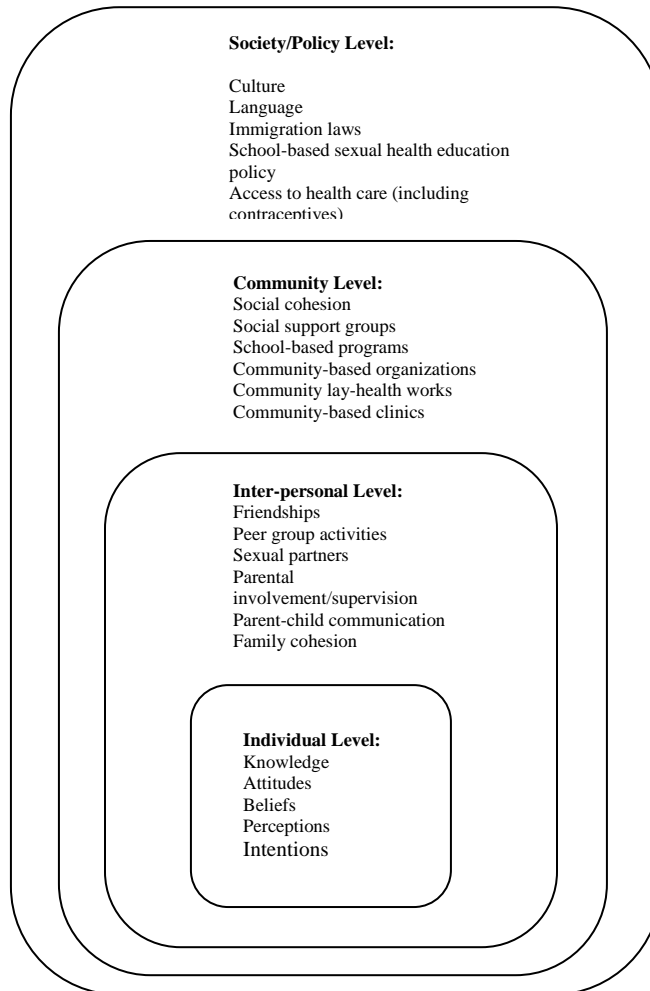 Society/Policy Level:
Culture
Language
Immigration laws
School-based sexual health education
policy
Access to health care (including
contraceptives)
Community Level:
Social cohesion
Social support groups
School-based programs
Community-based organizations
Community lay-health works
Community-based clinics
Inter-personal Level:
Friendships
Peer group activities
Sexual partners
Parental
involvement/supervision
Parent-child communication
Family cohesion
Individual Level:
Knowledge
Attitudes
Beliefs
Perceptions
Intentions